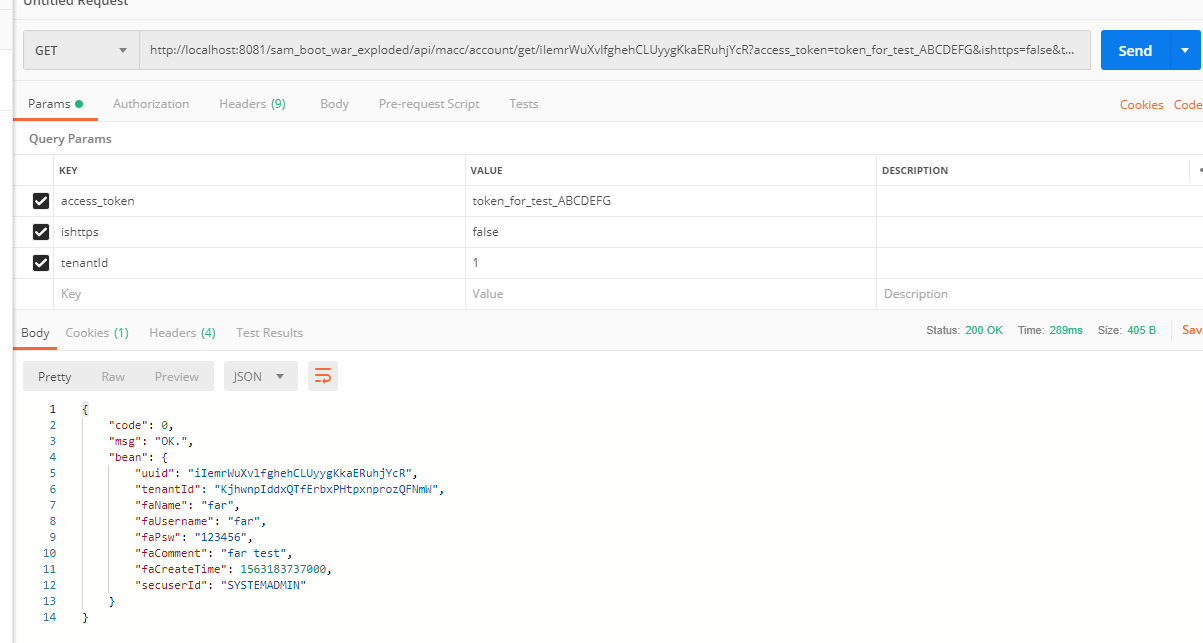 Untitled Request
GET http://localhost:8081/sam_boot_war_exploded/api/macc/account/get/iIemrWuXvlfghehCLUyygKkaERuhjYcR?access_token=token_for_test_ABCDEFG&ishttps=false&t... Send
Params Authorization Headers (9) Body Pre-request Script Tests Cookies Code
Query Params
KEY VALUE DESCRIPTION
access_token token_for_test_ABCDEFG
ishttps false
tenantId 1
Key Value Description
Body Cookies (1) Headers (4) Test Results Status: 200 OK Time: 289ms Size: 405 B Sav
Pretty Raw Preview JSON
1 {
2 "code": 0,
3 "msg": "OK.",
4 "bean": {
5 "uuid": "iIemrWuXvlfghehCLUyygKkaERuhjYcR",
6 "tenantId": "KjhwnpIddxQTfErbxPHtpxnprozQFNmW",
7 "faName": "far",
8 "faUsername": "far",
9 "faPsw": "123456",
10 "faComment": "far test",
11 "faCreateTime": 1563183737000,
12 "secuserId": "SYSTEMADMIN"
13 }
14 }